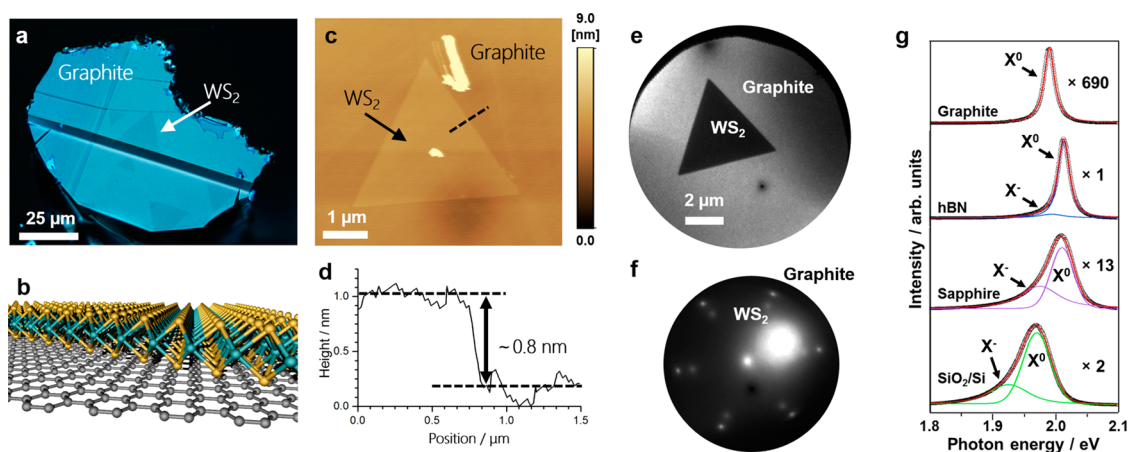 a
Graphite
WS₂
25 μm
b
c
Graphite
WS₂
1 μm
9.0
[nm]
0.0
d
Height / nm
1.0
0.5
0.0
~ 0.8 nm
0.0 0.5 1.0 1.5
Position / μm
e
Graphite
WS₂
2 μm
f
Graphite
WS₂
g
Intensity / arb. units
X⁰
× 690
Graphite
X⁰
× 1
X⁻
hBN
X⁰
× 13
X⁻
Sapphire
X⁰
× 2
X⁻
SiO₂/Si
1.8 1.9 2.0 2.1
Photon energy / eV